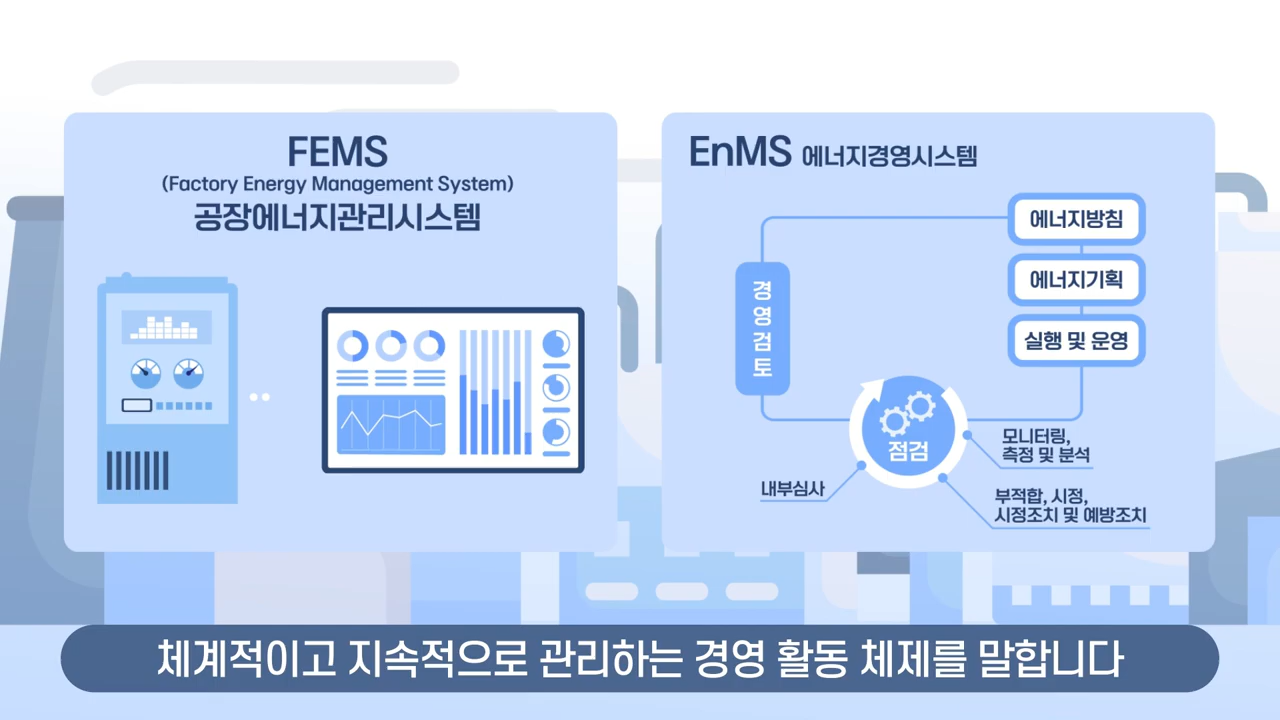 FEMS
(Factory Energy Management System)
공장에너지관리시스템
EnMS 에너지경영시스템
에너지방침
에너지기획
실행 및 운영
경영검토
점검
모니터링,
측정 및 분석
내부심사
부적합, 시정,
시정조치 및 예방조치
체계적이고 지속적으로 관리하는 경영 활동 체제를 말합니다